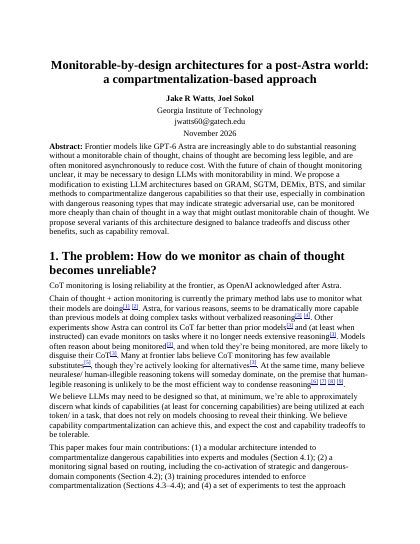 Monitorable-by-design architectures for a post-Astra world:
a compartmentalization-based approach
Jake R Watts, Joel Sokol
Georgia Institute of Technology
jwatts60@gatech.edu
November 2026
Abstract: Frontier models like GPT-6 Astra are increasingly able to do substantial reasoning
without a monitorable chain of thought, chains of thought are becoming less legible, and are
often monitored asynchronously to reduce cost. With the future of chain of thought monitoring
unclear, it may be necessary to design LLMs with monitorability in mind. We propose a
modification to existing LLM architectures based on GRAM, SGTM, DEMix, BTS, and similar
methods to compartmentalize dangerous capabilities so that their use, especially in combination
with dangerous reasoning types that may indicate strategic adversarial use, can be monitored
more cheaply than chain of thought in a way that might outlast monitorable chain of thought. We
propose several variants of this architecture designed to balance tradeoffs and discuss other
benefits, such as capability removal.
1. The problem: How do we monitor as chain of thought
becomes unreliable?
CoT monitoring is losing reliability at the frontier, as OpenAI acknowledged after Astra.
Chain of thought + action monitoring is currently the primary method labs use to monitor what
their models are doing[1] [2]. Astra, for various reasons, seems to be dramatically more capable
than previous models at doing complex tasks without verbalized reasoning[3] [4]. Other
experiments show Astra can control its CoT far better than prior models[3] and (at least when
instructed) can evade monitors on tasks where it no longer needs extensive reasoning[2]. Models
often reason about being monitored[3], and when told they're being monitored, are more likely to
disguise their CoT[3]. Many at frontier labs believe CoT monitoring has few available
substitutes[5], though they're actively looking for alternatives[3]. At the same time, many believe
neuralese/ human-illegible reasoning tokens will someday dominate, on the premise that human-
legible reasoning is unlikely to be the most efficient way to condense reasoning[6] [7] [8] [9].
We believe LLMs may need to be designed so that, at minimum, we're able to approximately
discern what kinds of capabilities (at least for concerning capabilities) are being utilized at each
token/ in a task, that does not rely on models choosing to reveal their thinking. We believe
capability compartmentalization can achieve this, and expect the cost and capability tradeoffs to
be tolerable.
This paper makes four main contributions: (1) a modular architecture intended to
compartmentalize dangerous capabilities into experts and modules (Section 4.1); (2) a
monitoring signal based on routing, including the co-activation of strategic and dangerous-
domain components (Section 4.2); (3) training procedures intended to enforce
compartmentalization (Sections 4.3–4.4); and (4) a set of experiments to test the approach